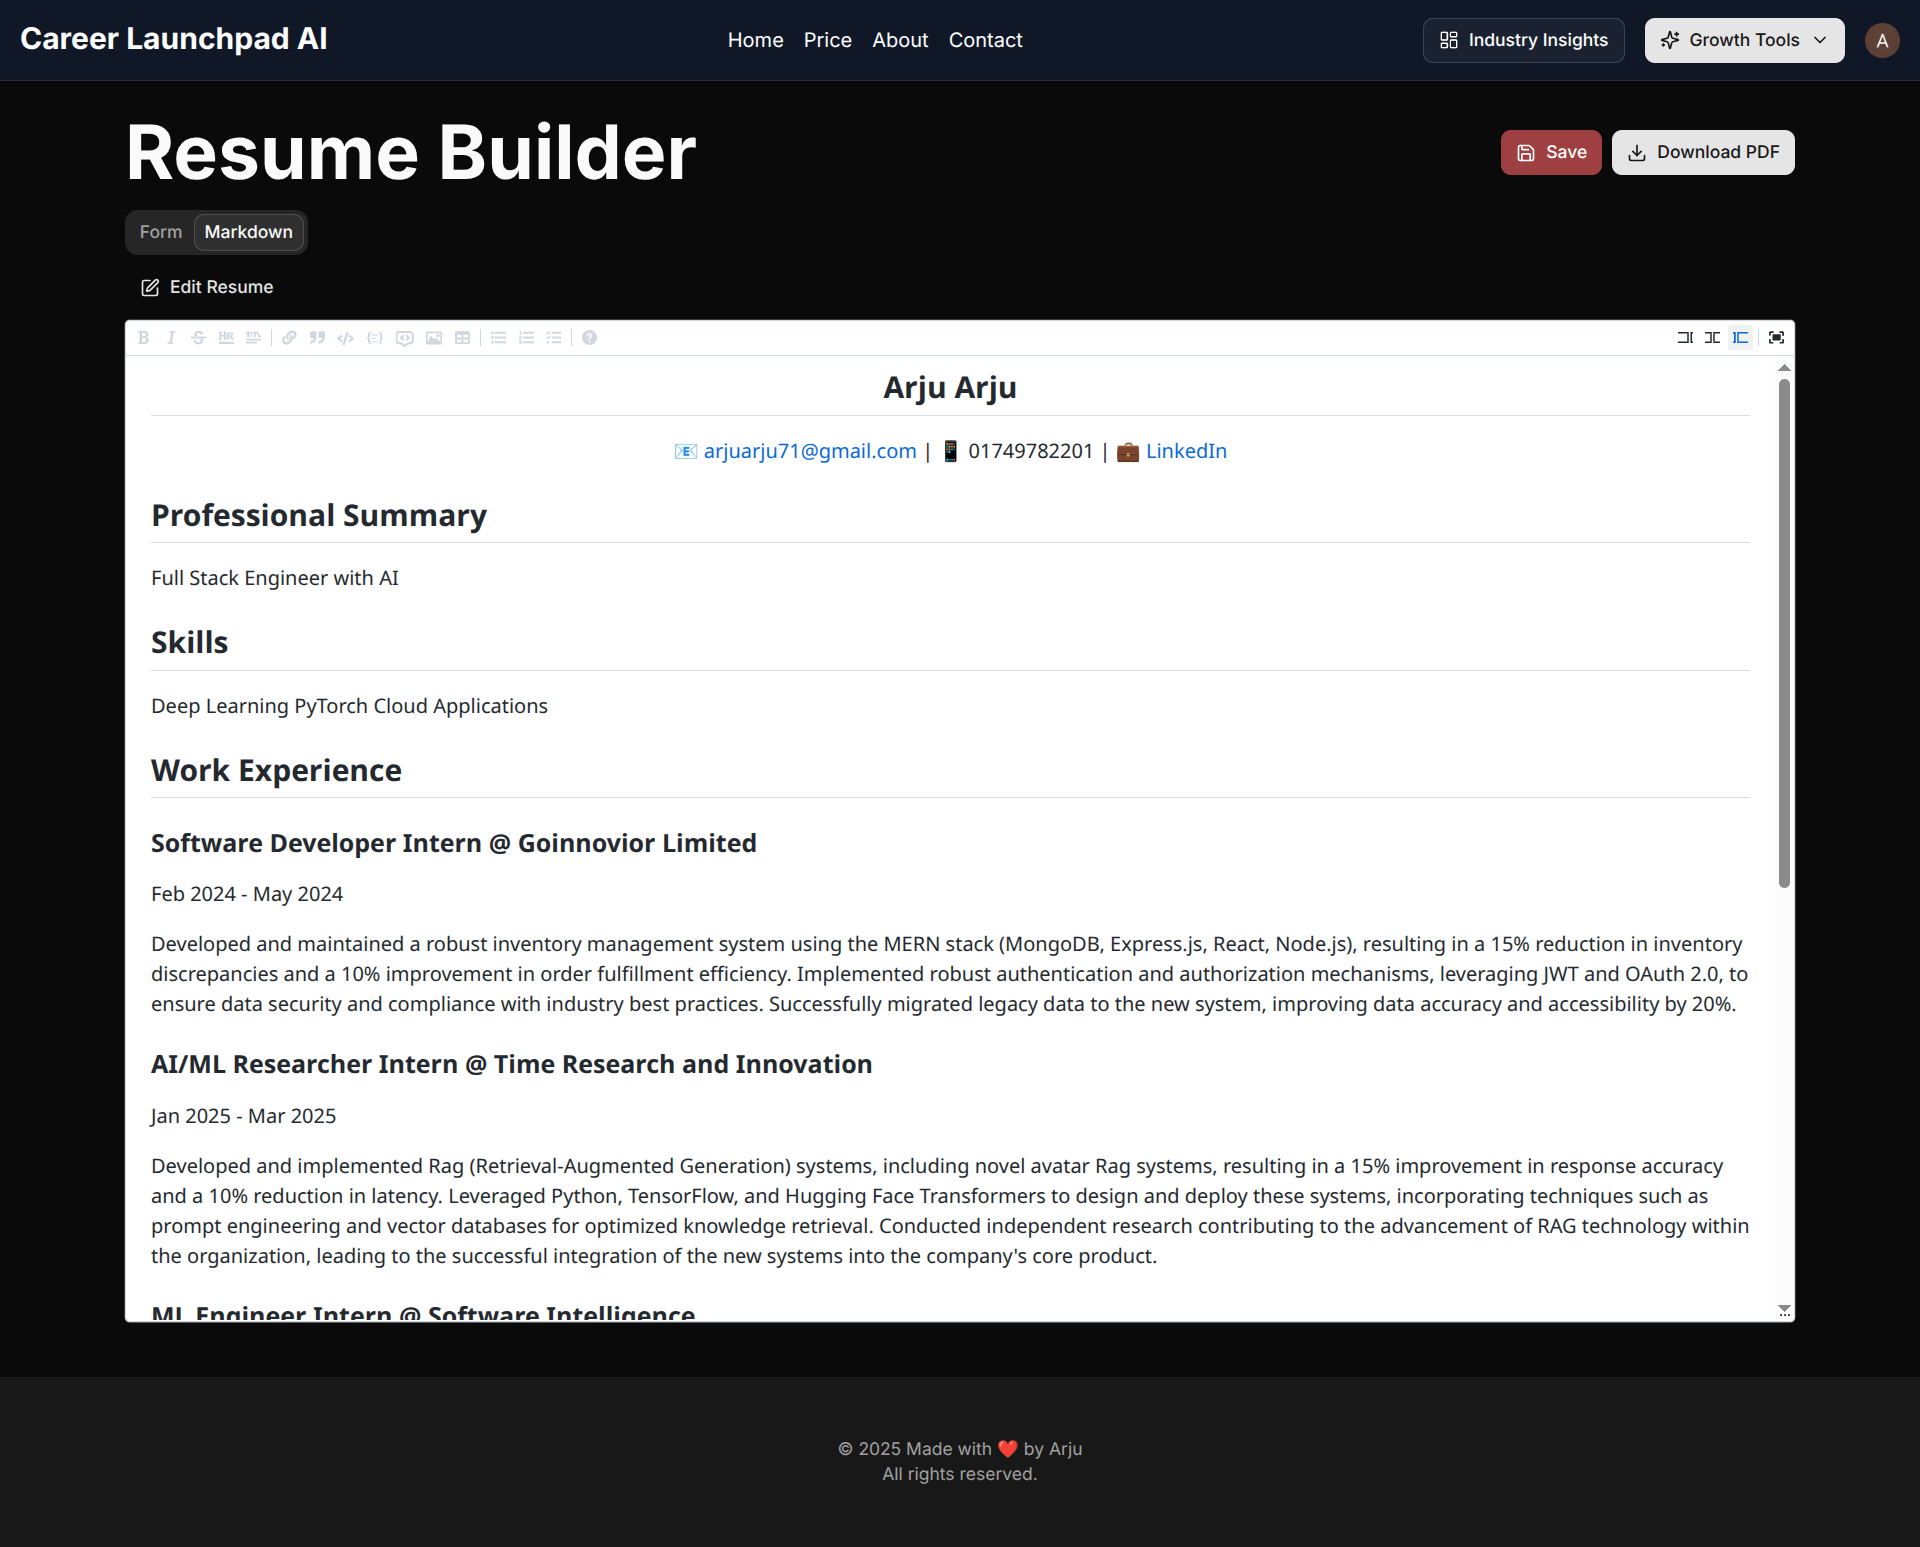 Career Launchpad AI
Home Price About Contact
Industry Insights
Growth Tools
A
Resume Builder
Save
Download PDF
Form
Markdown
Edit Resume
Arju Arju
📧 arjuarju71@gmail.com | 📱 01749782201 | 💼 LinkedIn
Professional Summary
Full Stack Engineer with AI
Skills
Deep Learning PyTorch Cloud Applications
Work Experience
Software Developer Intern @ Goinnovior Limited
Feb 2024 - May 2024
Developed and maintained a robust inventory management system using the MERN stack (MongoDB, Express.js, React, Node.js), resulting in a 15% reduction in inventory
discrepancies and a 10% improvement in order fulfillment efficiency. Implemented robust authentication and authorization mechanisms, leveraging JWT and OAuth 2.0, to
ensure data security and compliance with industry best practices. Successfully migrated legacy data to the new system, improving data accuracy and accessibility by 20%.
AI/ML Researcher Intern @ Time Research and Innovation
Jan 2025 - Mar 2025
Developed and implemented Rag (Retrieval-Augmented Generation) systems, including novel avatar Rag systems, resulting in a 15% improvement in response accuracy
and a 10% reduction in latency. Leveraged Python, TensorFlow, and Hugging Face Transformers to design and deploy these systems, incorporating techniques such as
prompt engineering and vector databases for optimized knowledge retrieval. Conducted independent research contributing to the advancement of RAG technology within
the organization, leading to the successful integration of the new systems into the company's core product.
ML Engineer Intern @ Software Intelligence
© 2025 Made with ❤️ by Arju
All rights reserved.